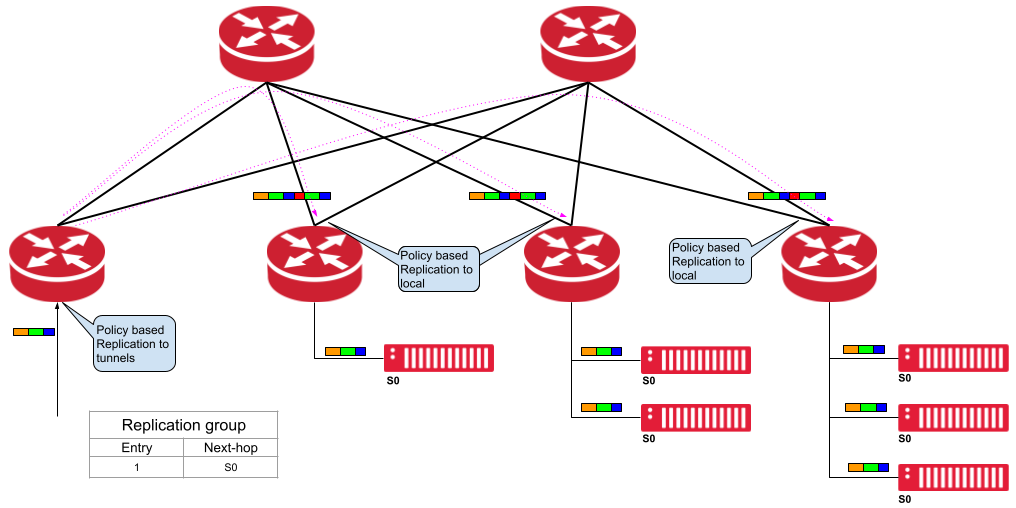 Policy based
Replication to
local
Policy based
Replication to
local
Policy based
Replication to
tunnels
S0
S0
S0
S0
S0
S0
Replication group
Entry Next-hop
1 S0